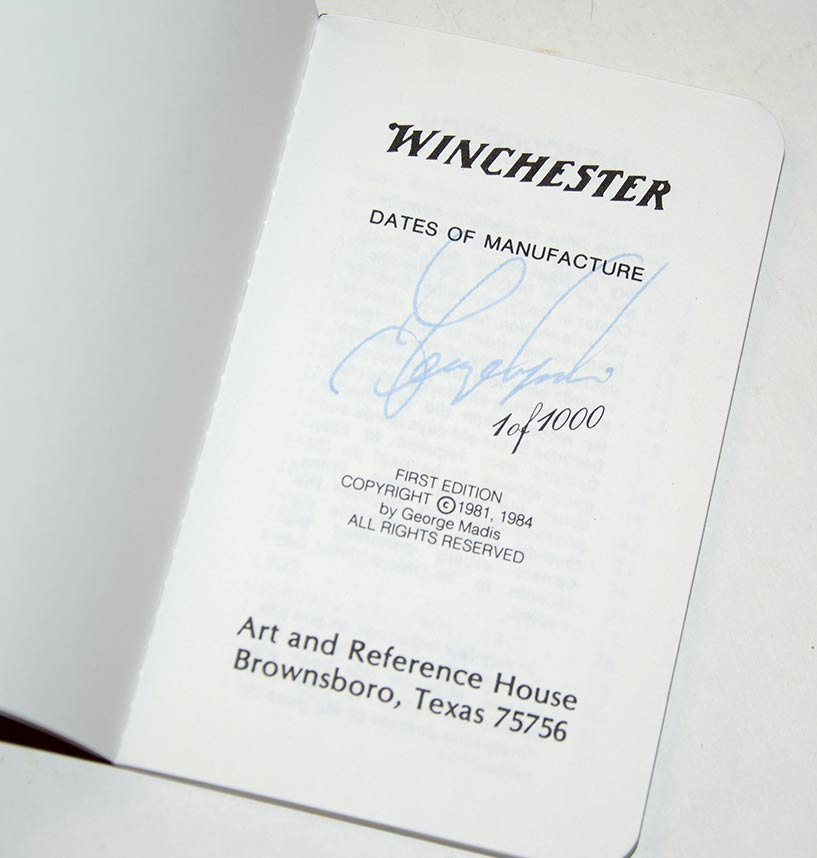 WINCHESTER
DATES OF MANUFACTURE
1 of 1000
FIRST EDITION
COPYRIGHT © 1981, 1984
by George Madis
ALL RIGHTS RESERVED
Art and Reference House
Brownsboro, Texas 75756